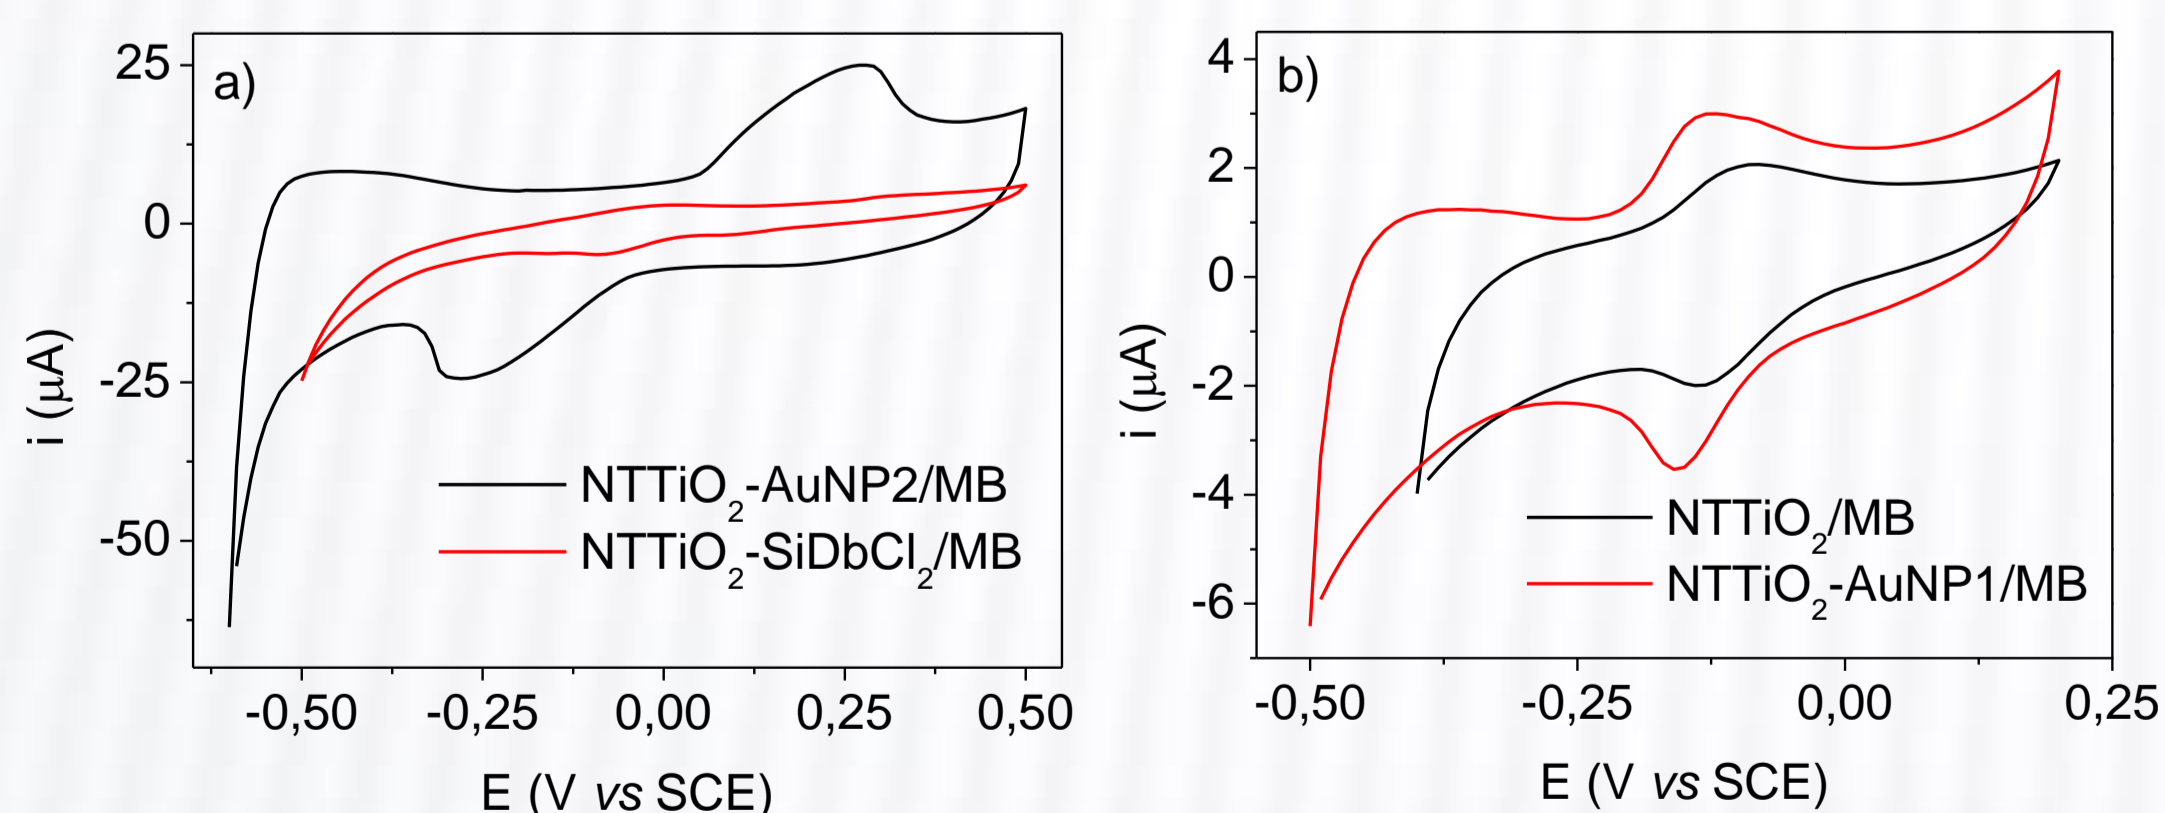 a)
25
0
-25
-50
i (μA)
NTTiO2-AuNP2/MB
NTTiO2-SiDbCl2/MB
-0,50 -0,25 0,00 0,25 0,50
E (V vs SCE)
b)
4
2
0
-2
-4
-6
i (μA)
NTTiO2/MB
NTTiO2-AuNP1/MB
-0,50 -0,25 0,00 0,25
E (V vs SCE)